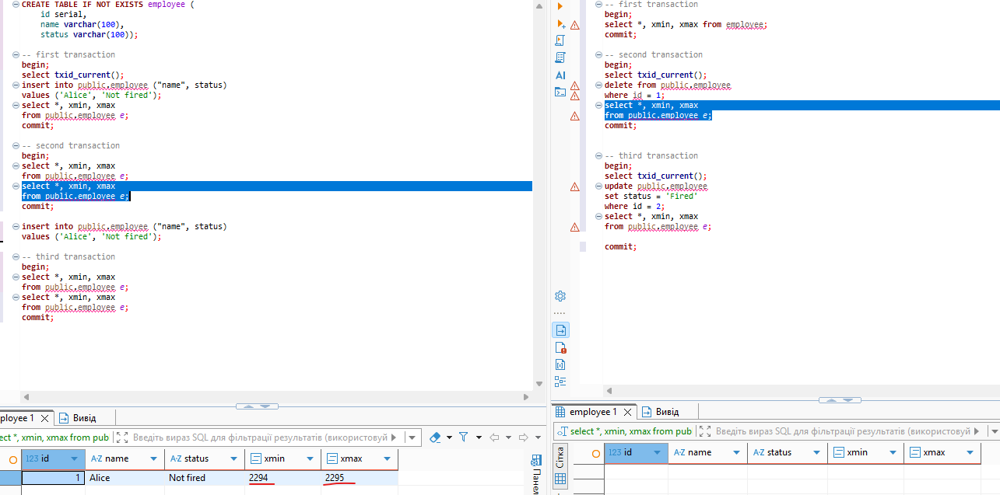 CREATE TABLE IF NOT EXISTS employee (
id serial,
name varchar(100),
status varchar(100));
-- first transaction
begin;
select txid_current();
insert into public.employee ("name", status)
values ('Alice', 'Not fired');
select *, xmin, xmax
from public.employee e;
commit;
-- second transaction
begin;
select *, xmin, xmax
from public.employee e;
select *, xmin, xmax
from public.employee e;
commit;
insert into public.employee ("name", status)
values ('Alice', 'Not fired');
-- third transaction
begin;
select *, xmin, xmax
from public.employee e;
select *, xmin, xmax
from public.employee e;
commit;
ployee 1
Вивід
ect *, xmin, xmax from pub
Введіть вираз SQL для фільтрації результатів (використовуй
123 id
A-Z name
A-Z status
xmin
xmax
1
Alice
Not fired
2294
2295
Панел
-- first transaction
begin;
select *, xmin, xmax from employee;
commit;
-- second transaction
begin;
select txid_current();
delete from public.employee
where id = 1;
select *, xmin, xmax
from public.employee e;
commit;
-- third transaction
begin;
select txid_current();
update public.employee
set status = 'Fired'
where id = 2;
select *, xmin, xmax
from public.employee e;
commit;
AI
employee 1
Вивід
select *, xmin, xmax from pub
Введіть вираз SQL для фільтрації результатів (використовуй
Сітка
123 id
A-Z name
A-Z status
xmin
xmax